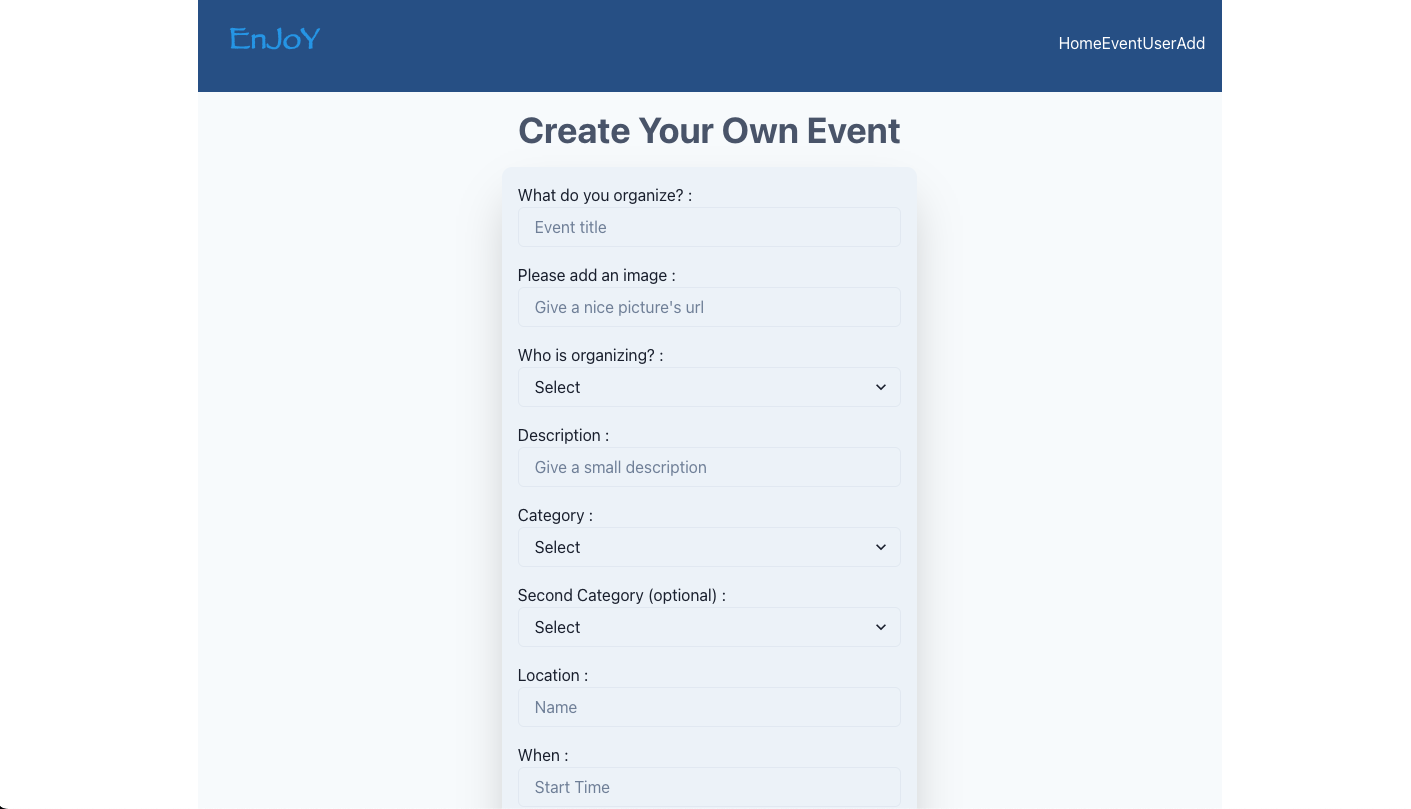 EnJoY
HomeEventUserAdd
Create Your Own Event
What do you organize? :
Event title
Please add an image :
Give a nice picture's url
Who is organizing? :
Select
Description :
Give a small description
Category :
Select
Second Category (optional) :
Select
Location :
Name
When :
Start Time